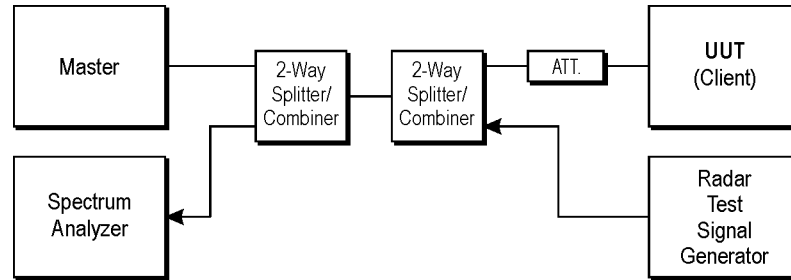 Master
2-Way
Splitter/
Combiner
2-Way
Splitter/
Combiner
ATT.
UUT
(Client)
Spectrum
Analyzer
Radar
Test
Signal
Generator